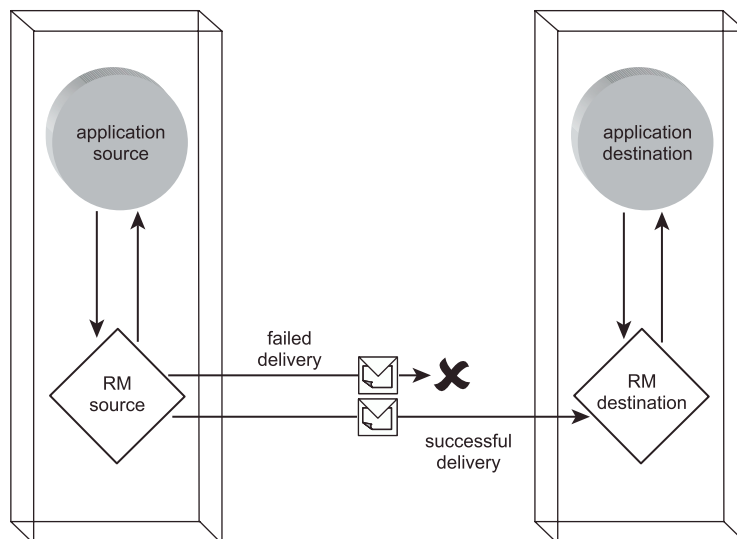 application
source
application
destination
failed
delivery
RM
source
RM
destination
successful
delivery